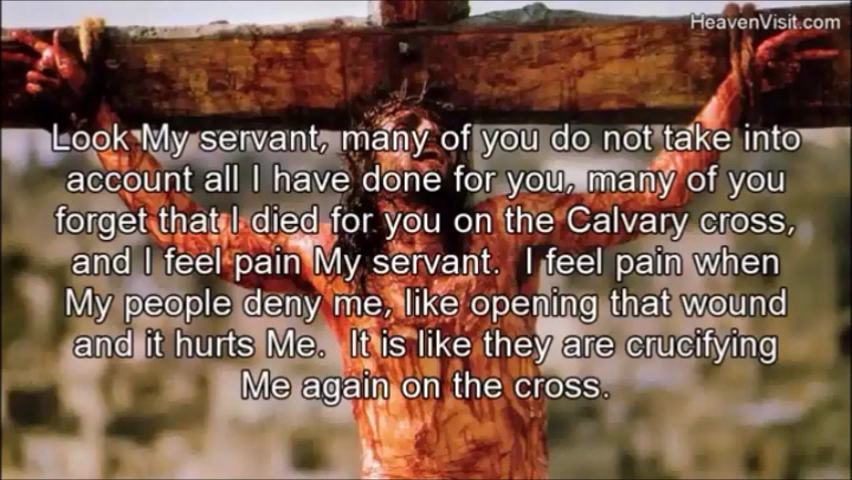 HeavenVisit.com
Look My servant, many of you do not take into
account all I have done for you, many of you
forget that I died for you on the Calvary cross,
and I feel pain My servant.  I feel pain when
My people deny me, like opening that wound
and it hurts Me.  It is like they are crucifying
Me again on the cross.